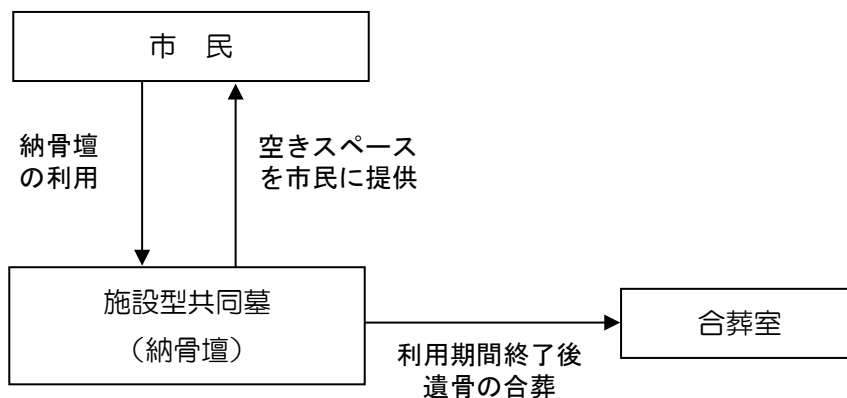 市　民
納骨壇
の利用
空きスペース
を市民に提供
施設型共同墓
（納骨壇）
利用期間終了後
遺骨の合葬
合葬室